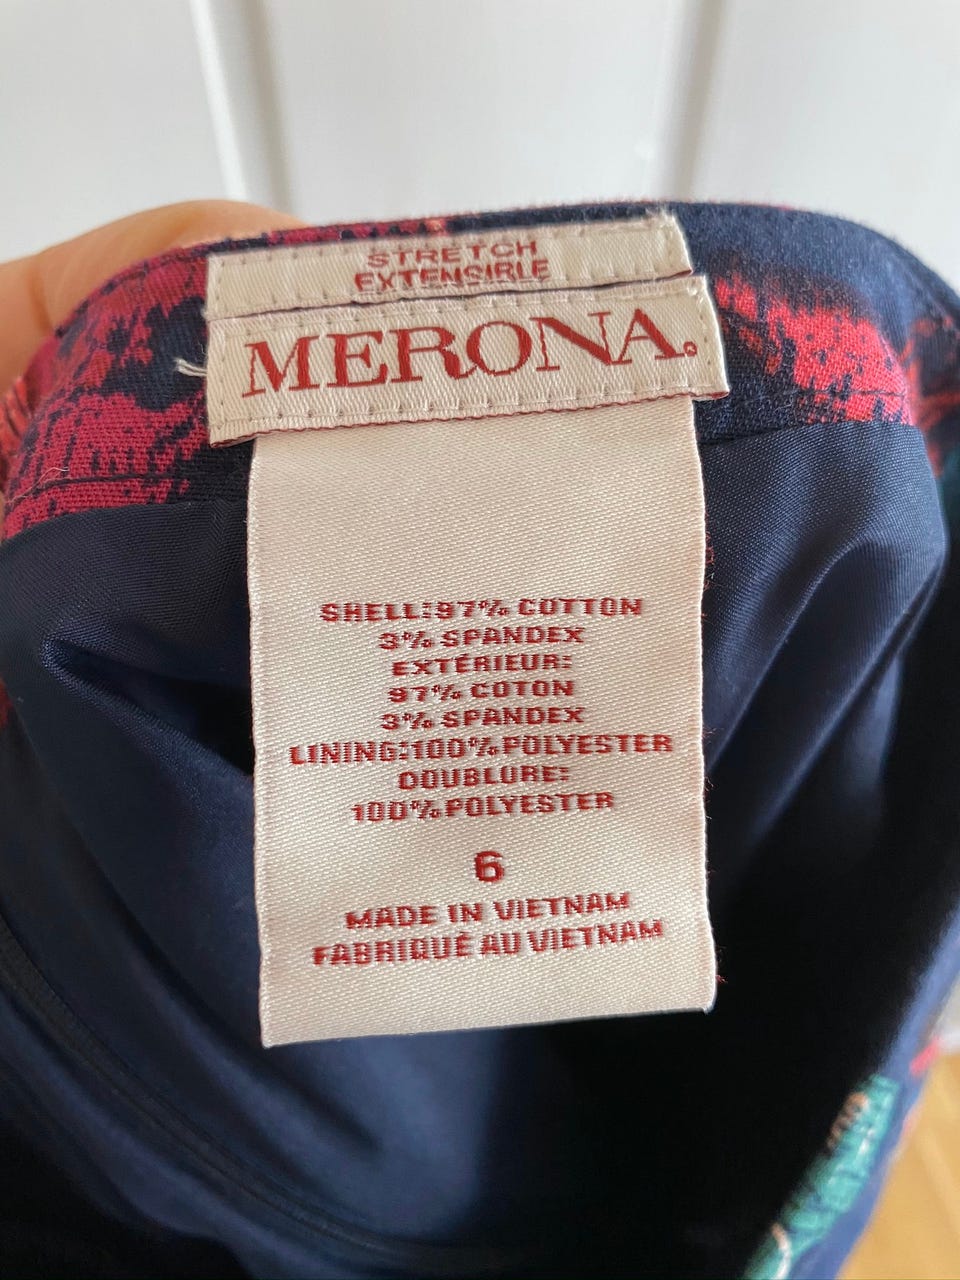 STRETCH
EXTENSIBLE
MERONA®
SHELL:97% COTTON
3% SPANDEX
EXTÉRIEUR:
97% COTON
3% SPANDEX
LINING:100% POLYESTER
DOUBLURE:
100% POLYESTER
6
MADE IN VIETNAM
FABRIQUÉ AU VIETNAM